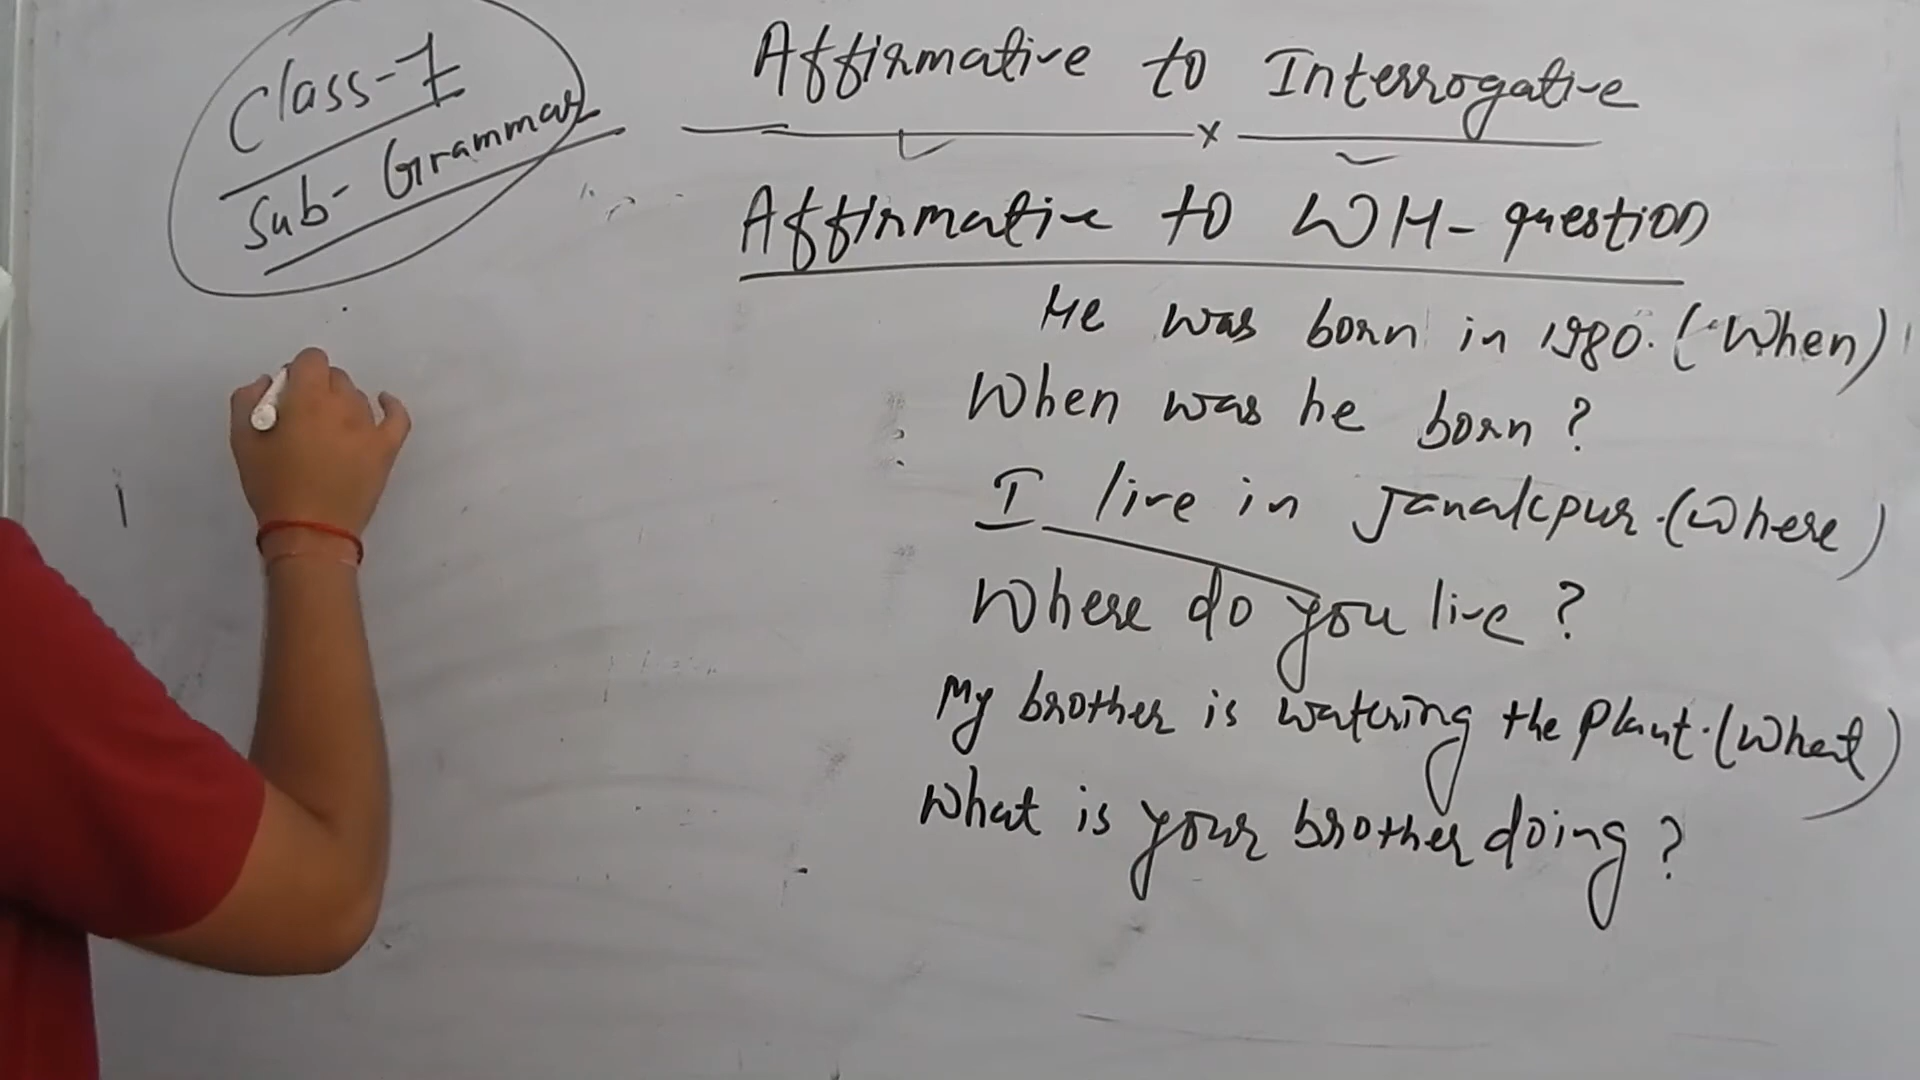 Class-7
Sub- Grammar
Affirmative to Interrogative
Affirmative to WH-question
He was born in 1980. (When)
When was he born?
I live in Janakpur. (Where)
Where do you live?
My brother is watering the plant. (What)
What is your brother doing?